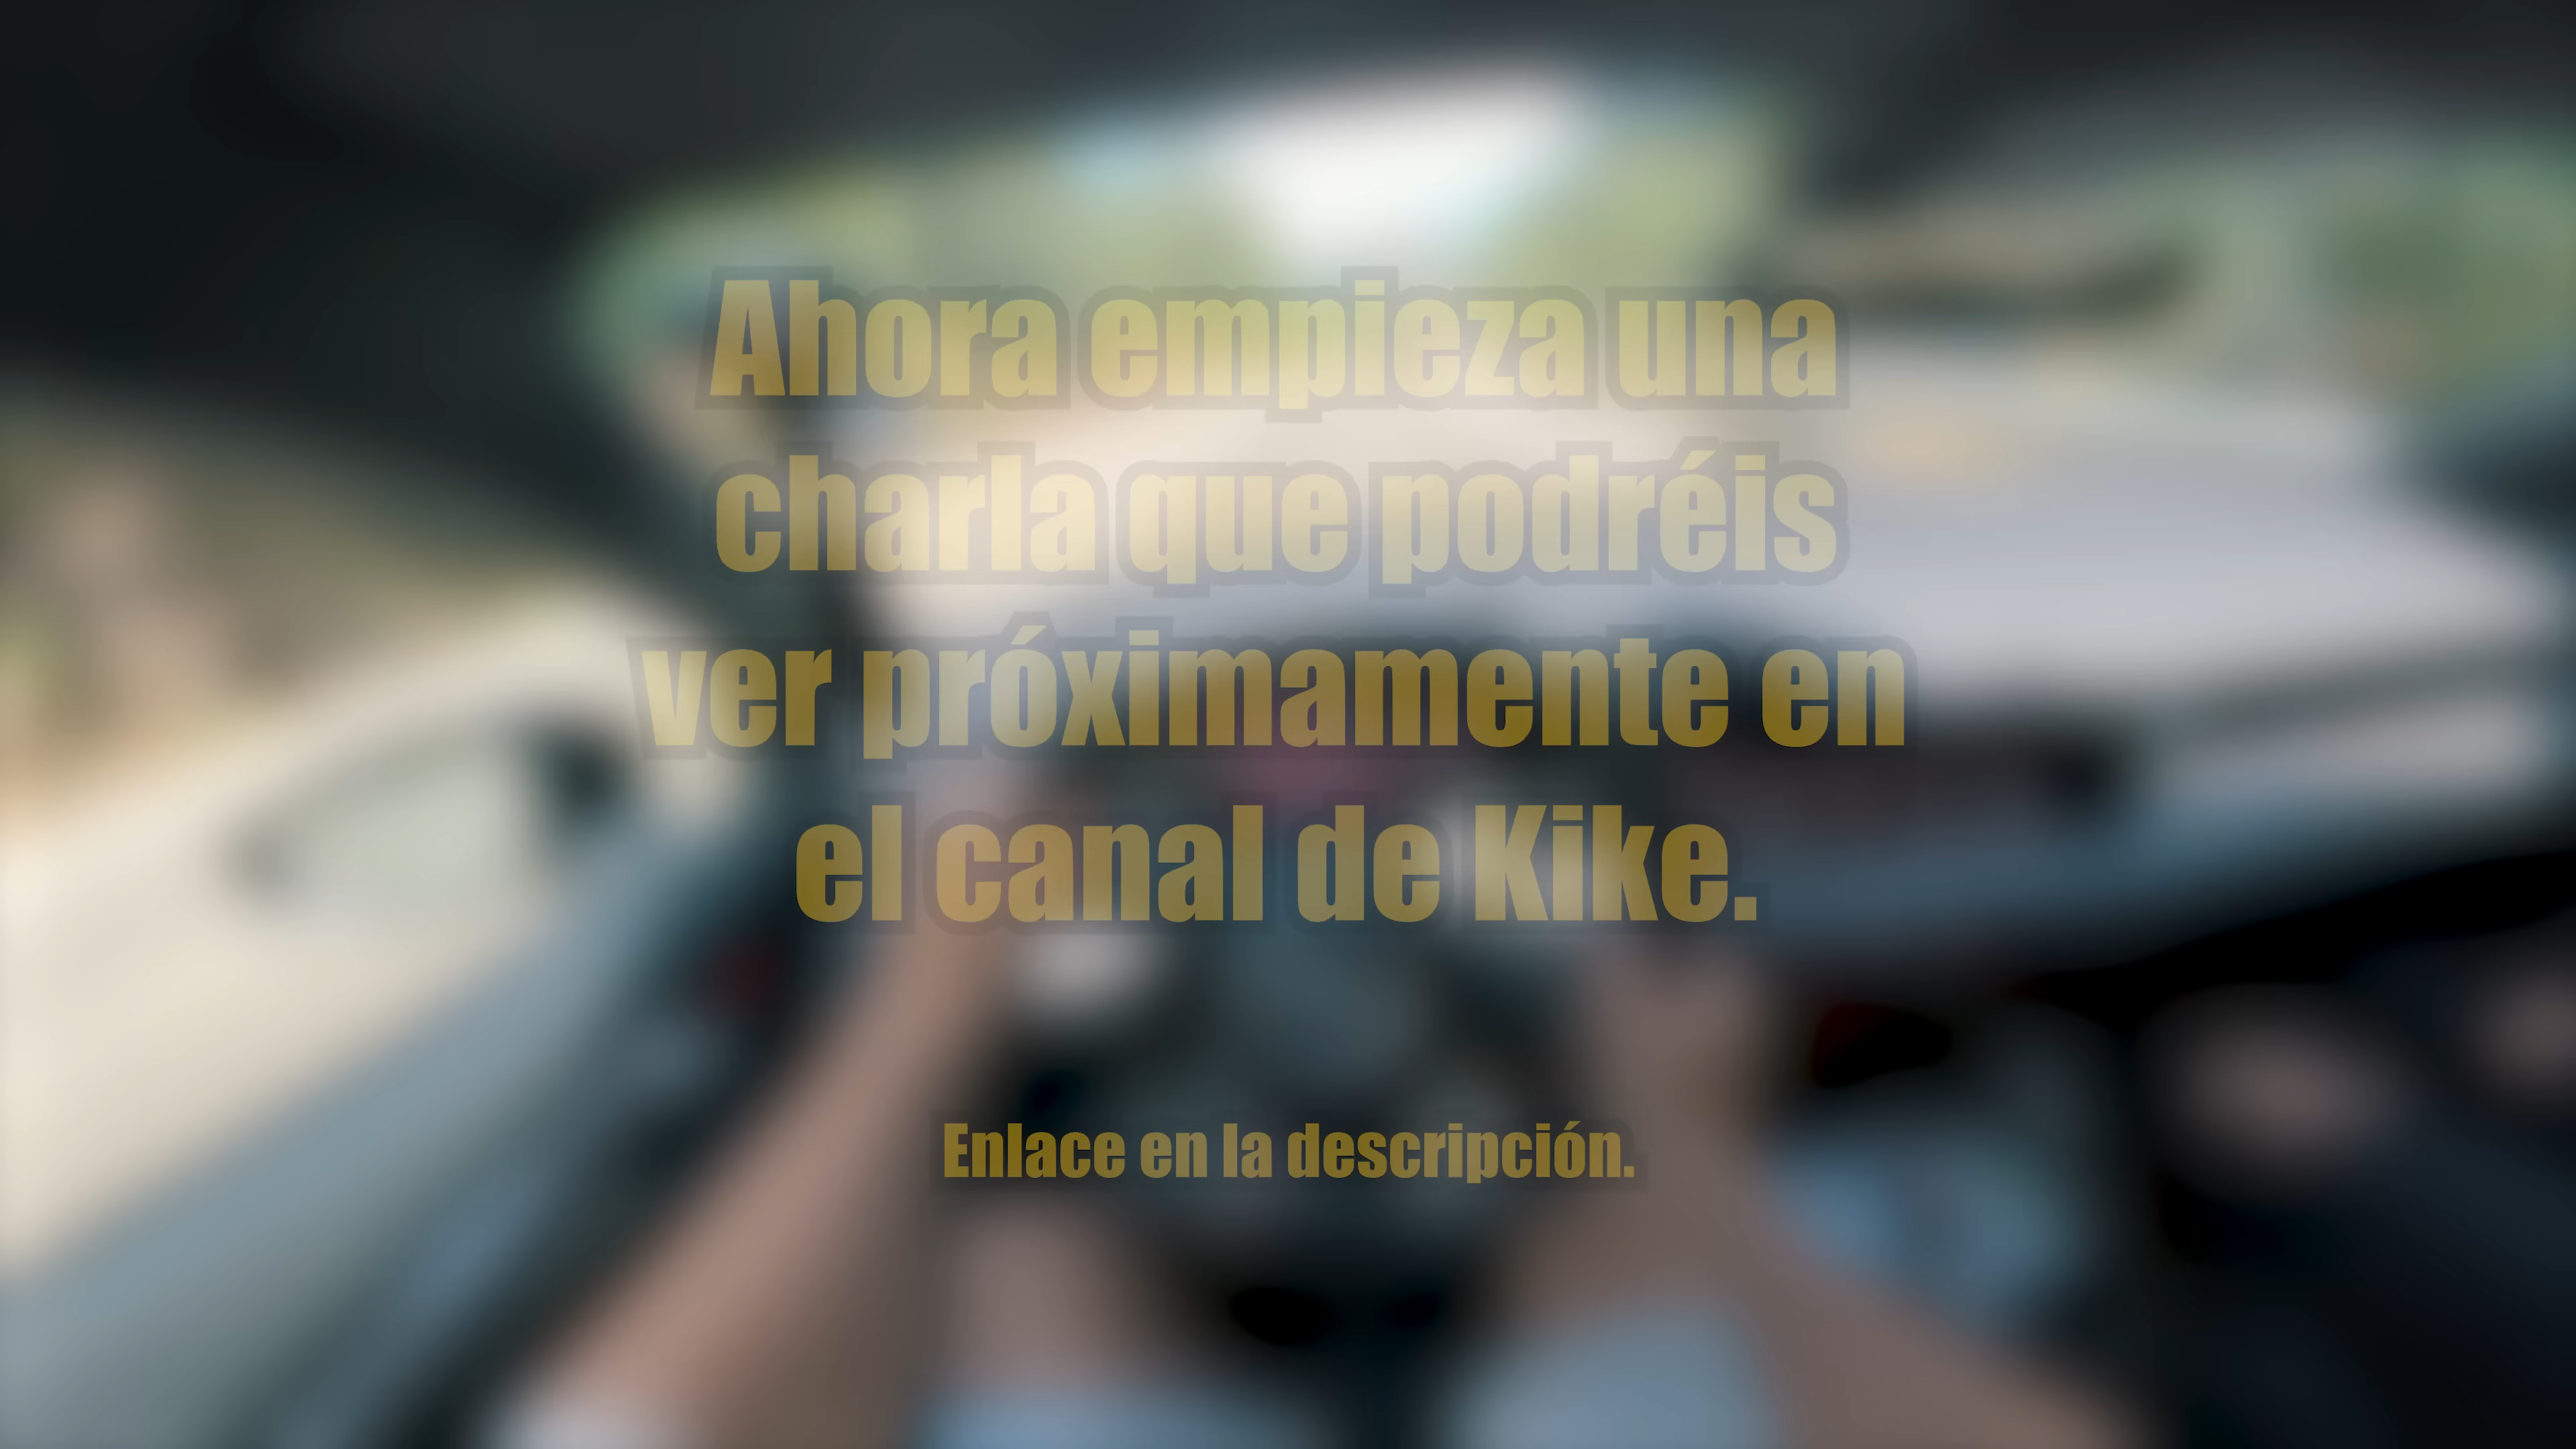 Ahora empieza una
charla que podréis
ver próximamente en
el canal de Kike.
Enlace en la descripción.